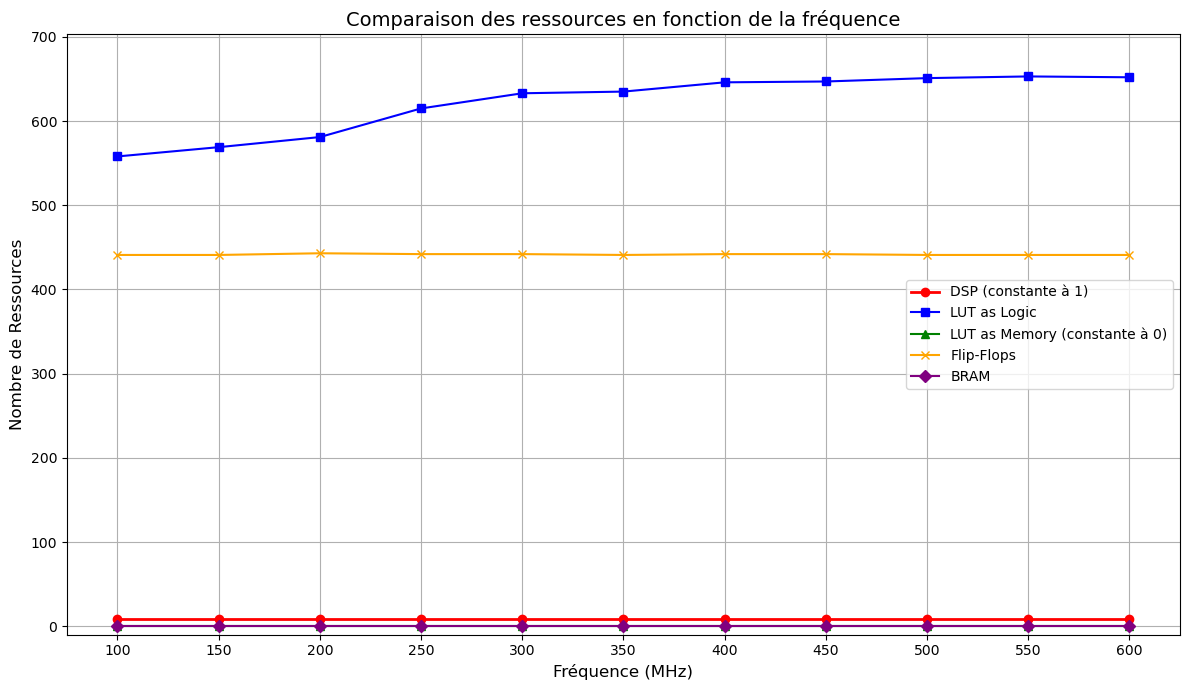 Comparaison des ressources en fonction de la fréquence
700
600
500
400
300
200
100
0
Nombre de Ressources
DSP (constante à 1)
LUT as Logic
LUT as Memory (constante à 0)
Flip-Flops
BRAM
100 150 200 250 300 350 400 450 500 550 600
Fréquence (MHz)